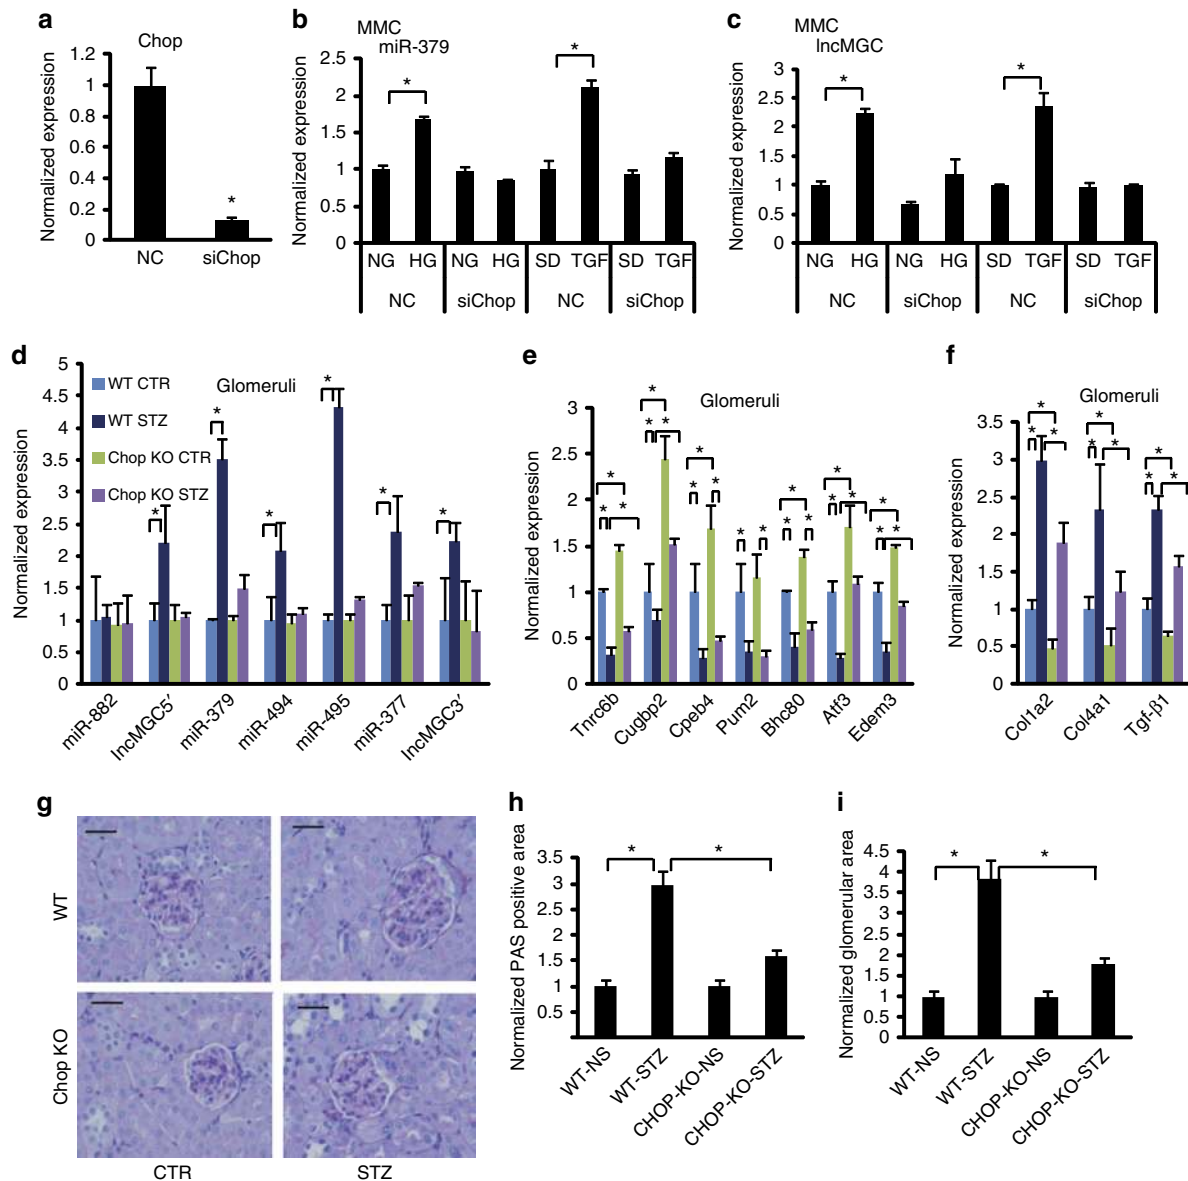 a
Chop
Normalized expression
1.2
1
0.8
0.6
0.4
0.2
0
*
NC siChop
b
MMC
miR-379
Normalized expression
2.5
2
1.5
1
0.5
0
* *
NG HG NG HG SD TGF SD TGF
NC siChop NC siChop
c
MMC
lncMGC
Normalized expression
3
2.5
2
1.5
1
0.5
0
* *
NG HG NG HG SD TGF SD TGF
NC siChop NC siChop
d
Glomeruli
Normalized expression
5
4.5
4
3.5
3
2.5
2
1.5
1
0.5
0
WT CTR
WT STZ
Chop KO CTR
Chop KO STZ
* * * * * *
miR-882 lncMGC5′ miR-379 miR-494 miR-495 miR-377 lncMGC3′
e
Glomeruli
Normalized expression
3
2.5
2
1.5
1
0.5
0
* * * * * * * * * * * * * * * * * * * *
Tnrc6b Cugbp2 Cpeb4 Pum2 Bhc80 Atf3 Edem3
f
Glomeruli
Normalized expression
3.5
3
2.5
2
1.5
1
0.5
0
* * * * * * * * *
Col1a2 Col4a1 Tgf-β1
g
WT
Chop KO
CTR STZ
h
Normalized PAS positive area
3.5
3
2.5
2
1.5
1
0.5
* *
WT-NS WT-STZ CHOP-KO-NS CHOP-KO-STZ
i
Normalized glomerular area
4.5
4
3.5
3
2.5
2
1.5
1
0.5
0
* *
WT-NS WT-STZ CHOP-KO-NS CHOP-KO-STZ